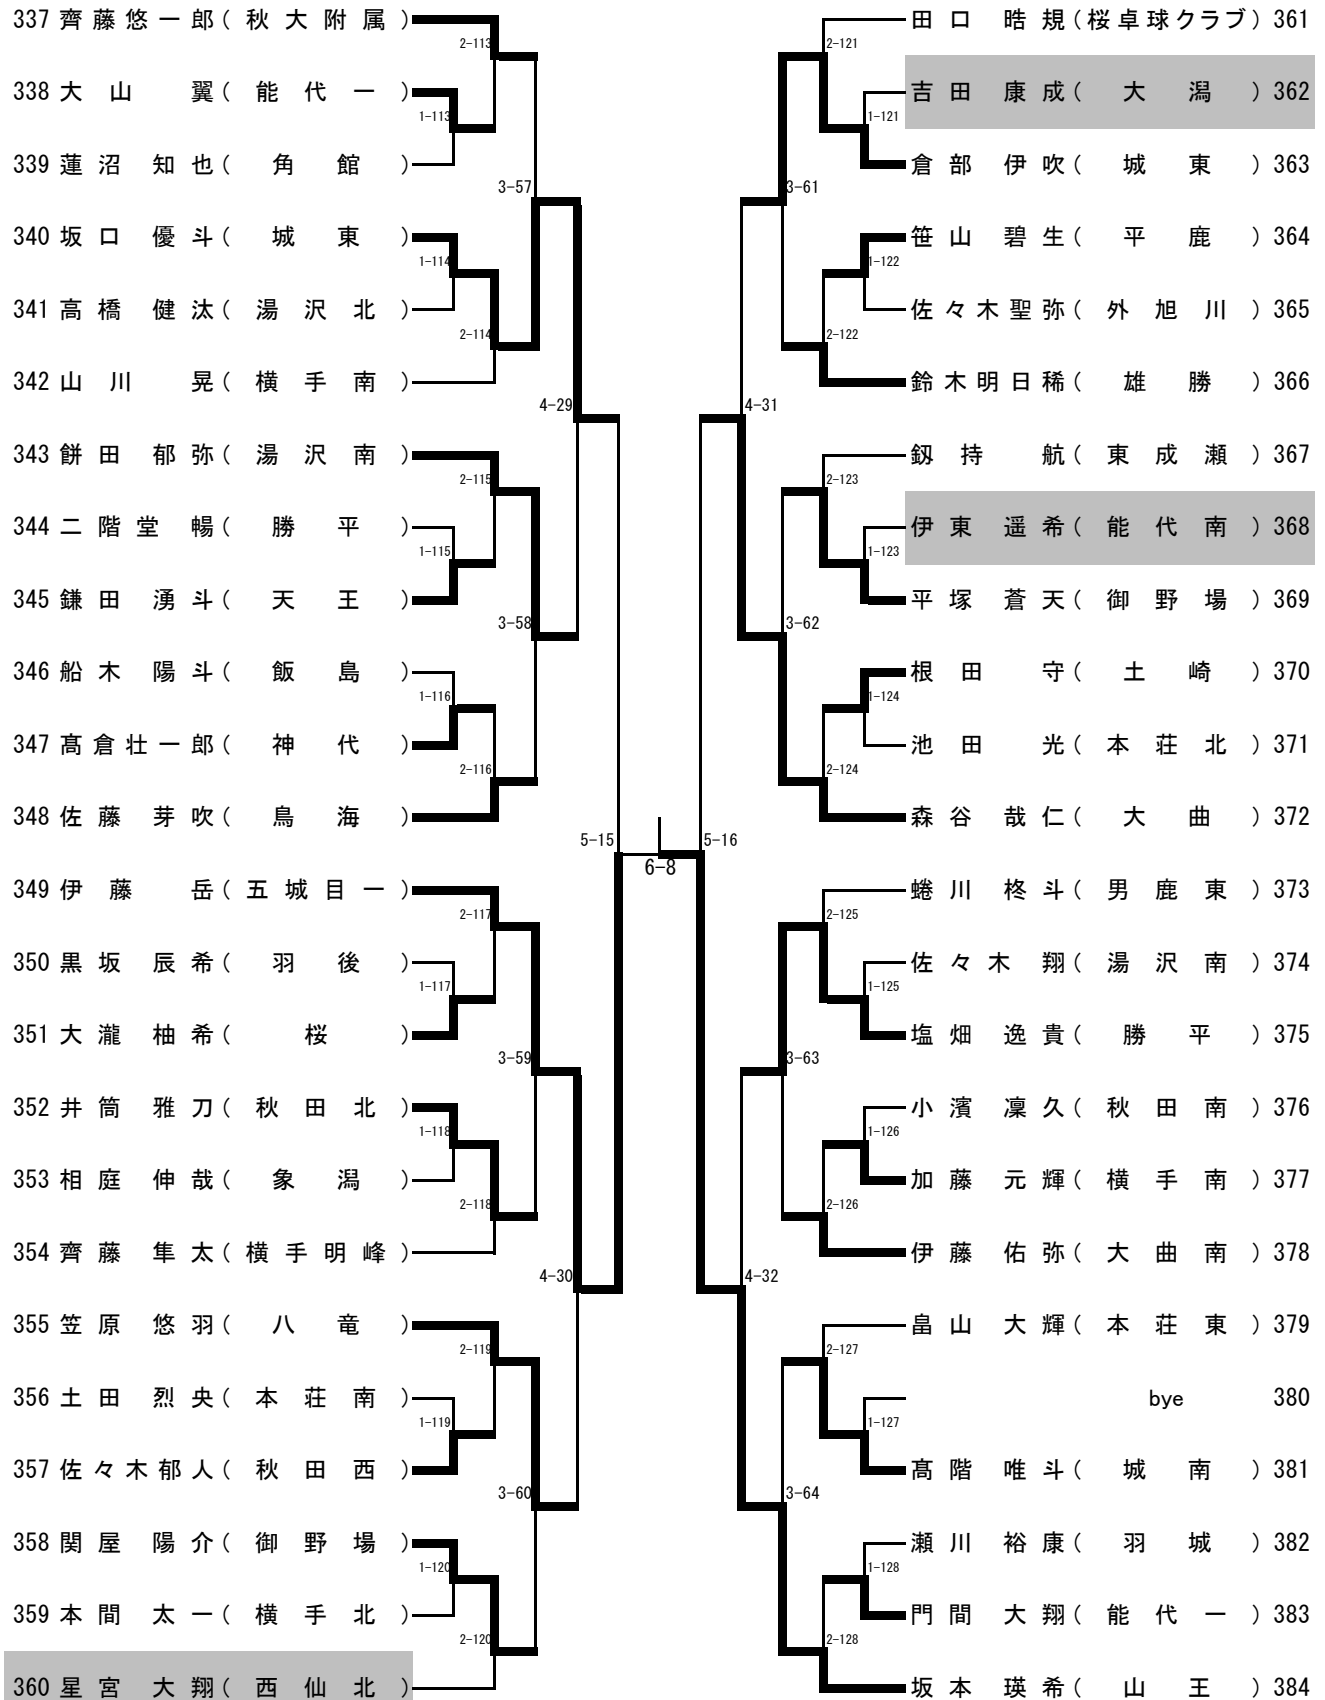 337 齊藤悠一郎(秋大附属)
2-113
338 大山翼(能代一)
1-113
339 蓮沼知也(角館)
3-57
340 坂口優斗(城東)
1-114
341 高橋健汰(湯沢北)
2-114
342 山川晃(横手南)
4-29
343 餅田郁弥(湯沢南)
2-115
344 二階堂暢(勝平)
1-115
345 鎌田湧斗(天王)
3-58
346 船木陽斗(飯島)
1-116
347 髙倉壮一郎(神代)
2-116
348 佐藤芽吹(鳥海)
5-15
349 伊藤岳(五城目一)
2-117
350 黒坂辰希(羽後)
1-117
351 大瀧柚希(桜)
3-59
352 井筒雅刀(秋田北)
1-118
353 相庭伸哉(象潟)
2-118
354 齊藤隼太(横手明峰)
4-30
355 笠原悠羽(八竜)
2-119
356 土田烈央(本荘南)
1-119
357 佐々木郁人(秋田西)
3-60
358 関屋陽介(御野場)
1-120
359 本間太一(横手北)
2-120
360 星宮大翔(西仙北)
6-8
田口晧規(桜卓球クラブ) 361
2-121
吉田康成(大潟) 362
1-121
倉部伊吹(城東) 363
3-61
笹山碧生(平鹿) 364
1-122
佐々木聖弥(外旭川) 365
2-122
鈴木明日稀(雄勝) 366
4-31
釼持航(東成瀬) 367
2-123
伊東遥希(能代南) 368
1-123
平塚蒼天(御野場) 369
3-62
根田守(土崎) 370
1-124
池田光(本荘北) 371
2-124
森谷哉仁(大曲) 372
5-16
蜷川柊斗(男鹿東) 373
2-125
佐々木翔(湯沢南) 374
1-125
塩畑逸貴(勝平) 375
3-63
小濱凜久(秋田南) 376
1-126
加藤元輝(横手南) 377
2-126
伊藤佑弥(大曲南) 378
4-32
畠山大輝(本荘東) 379
2-127
bye 380
1-127
髙階唯斗(城南) 381
3-64
瀬川裕康(羽城) 382
1-128
門間大翔(能代一) 383
2-128
坂本瑛希(山王) 384